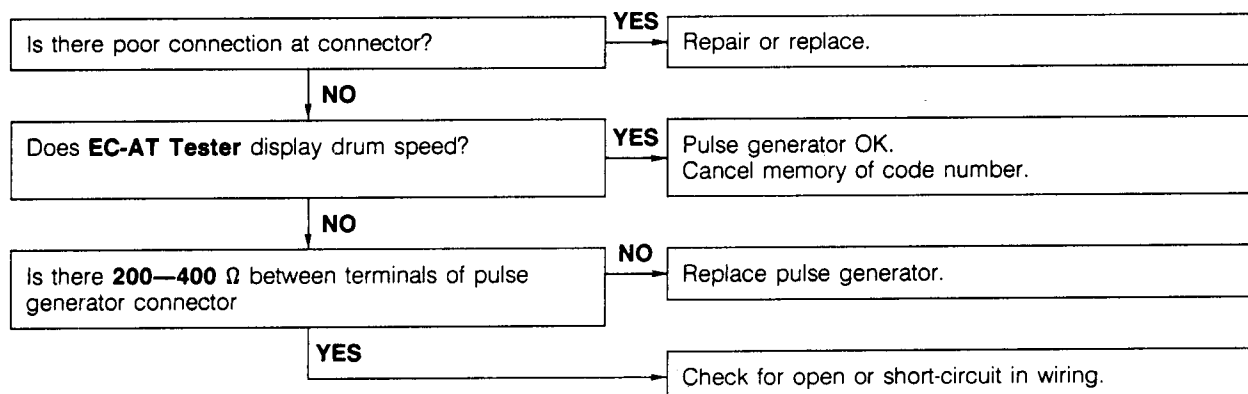 Is there poor connection at connector?
YES
Repair or replace.
NO
Does EC-AT Tester display drum speed?
YES
Pulse generator OK.
Cancel memory of code number.
NO
Is there 200—400 Ω between terminals of pulse
generator connector
NO
Replace pulse generator.
YES
Check for open or short-circuit in wiring.